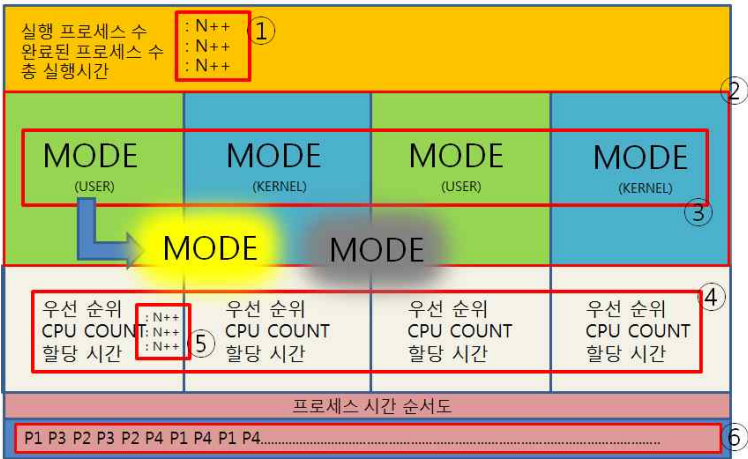 실행 프로세스 수 : N++ ①
완료된 프로세스 수 : N++
총 실행시간 : N++
②
MODE MODE MODE MODE
(USER) (KERNEL) (USER) (KERNEL)
③
MODE MODE
④
우선 순위 : N++ 우선 순위 우선 순위 우선 순위
CPU COUNT : N++ CPU COUNT CPU COUNT CPU COUNT
할당 시간 : N++ ⑤ 할당 시간 할당 시간 할당 시간
프로세스 시간 순서도
P1 P3 P2 P3 P2 P4 P1 P4 P1 P4.................................................. ⑥